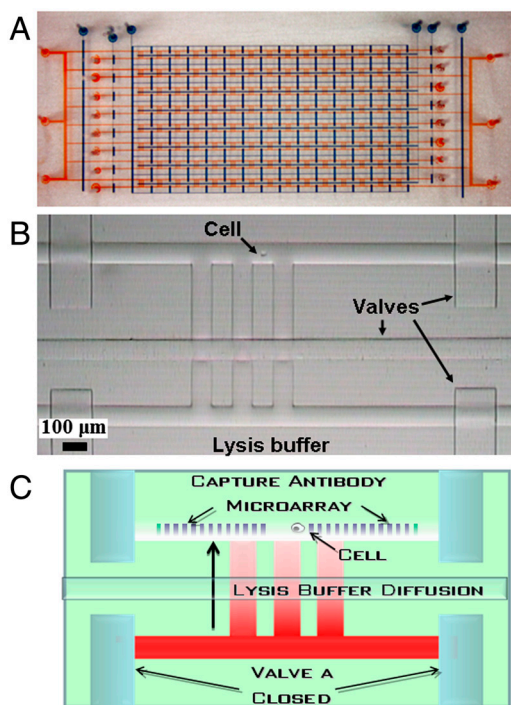 A
B
Cell
Valves
100 μm
Lysis buffer
C
CAPTURE ANTIBODY
MICROARRAY
CELL
LYSIS BUFFER DIFFUSION
VALVE A
CLOSED